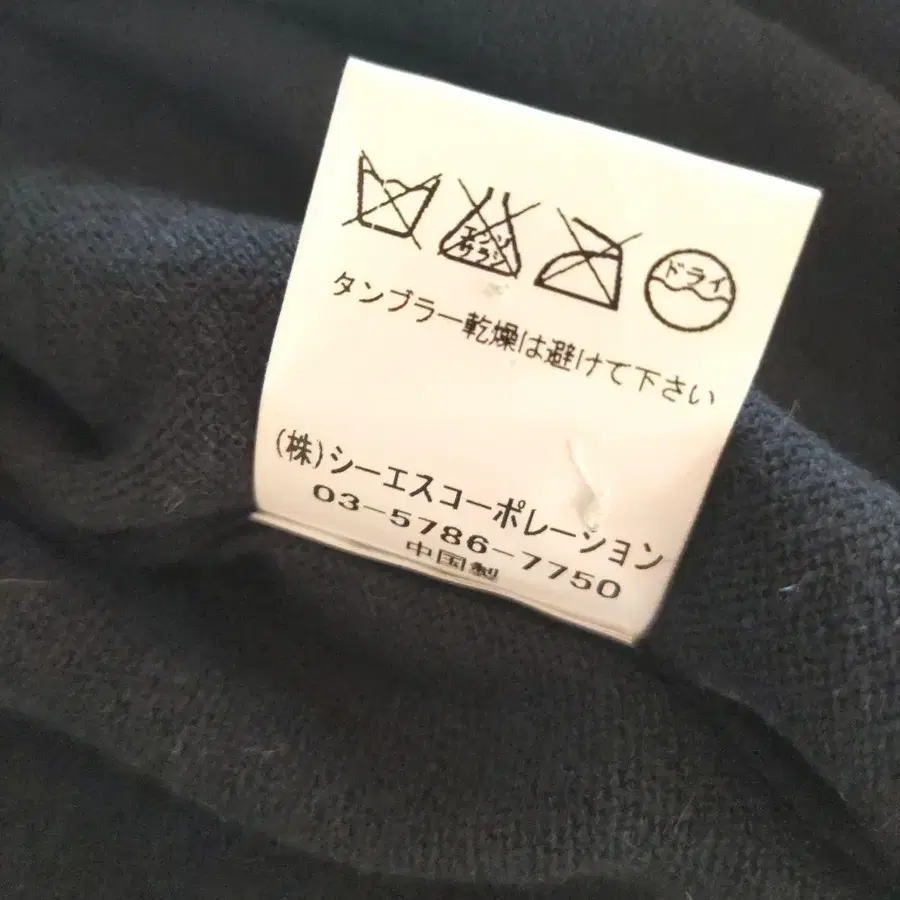 エンソ
サラシ
ドライ
タンブラー乾燥は避けて下さい
(株)シーエスコーポレーション
03-5786-7750
中国製